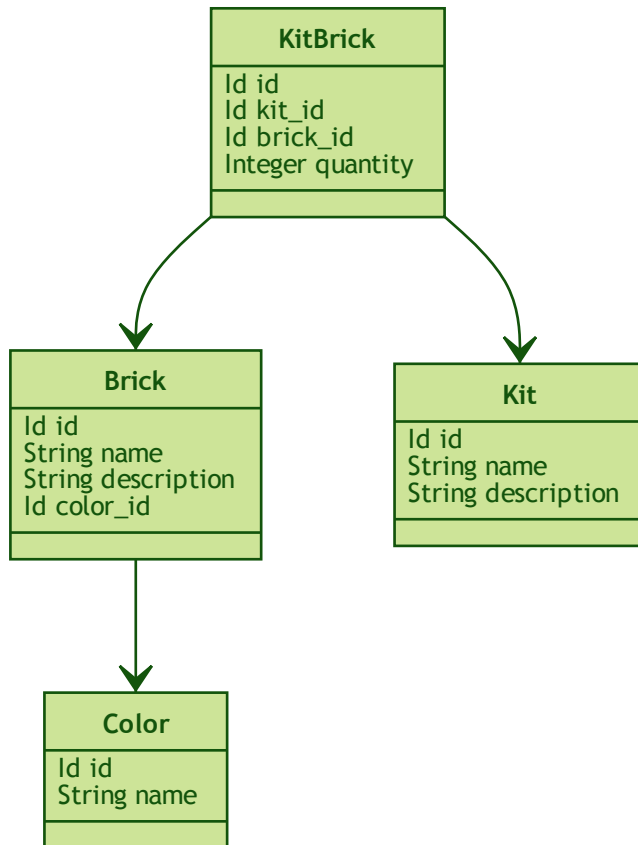 KitBrick
Id id
Id kit_id
Id brick_id
Integer quantity
Brick
Id id
String name
String description
Id color_id
Kit
Id id
String name
String description
Color
Id id
String name